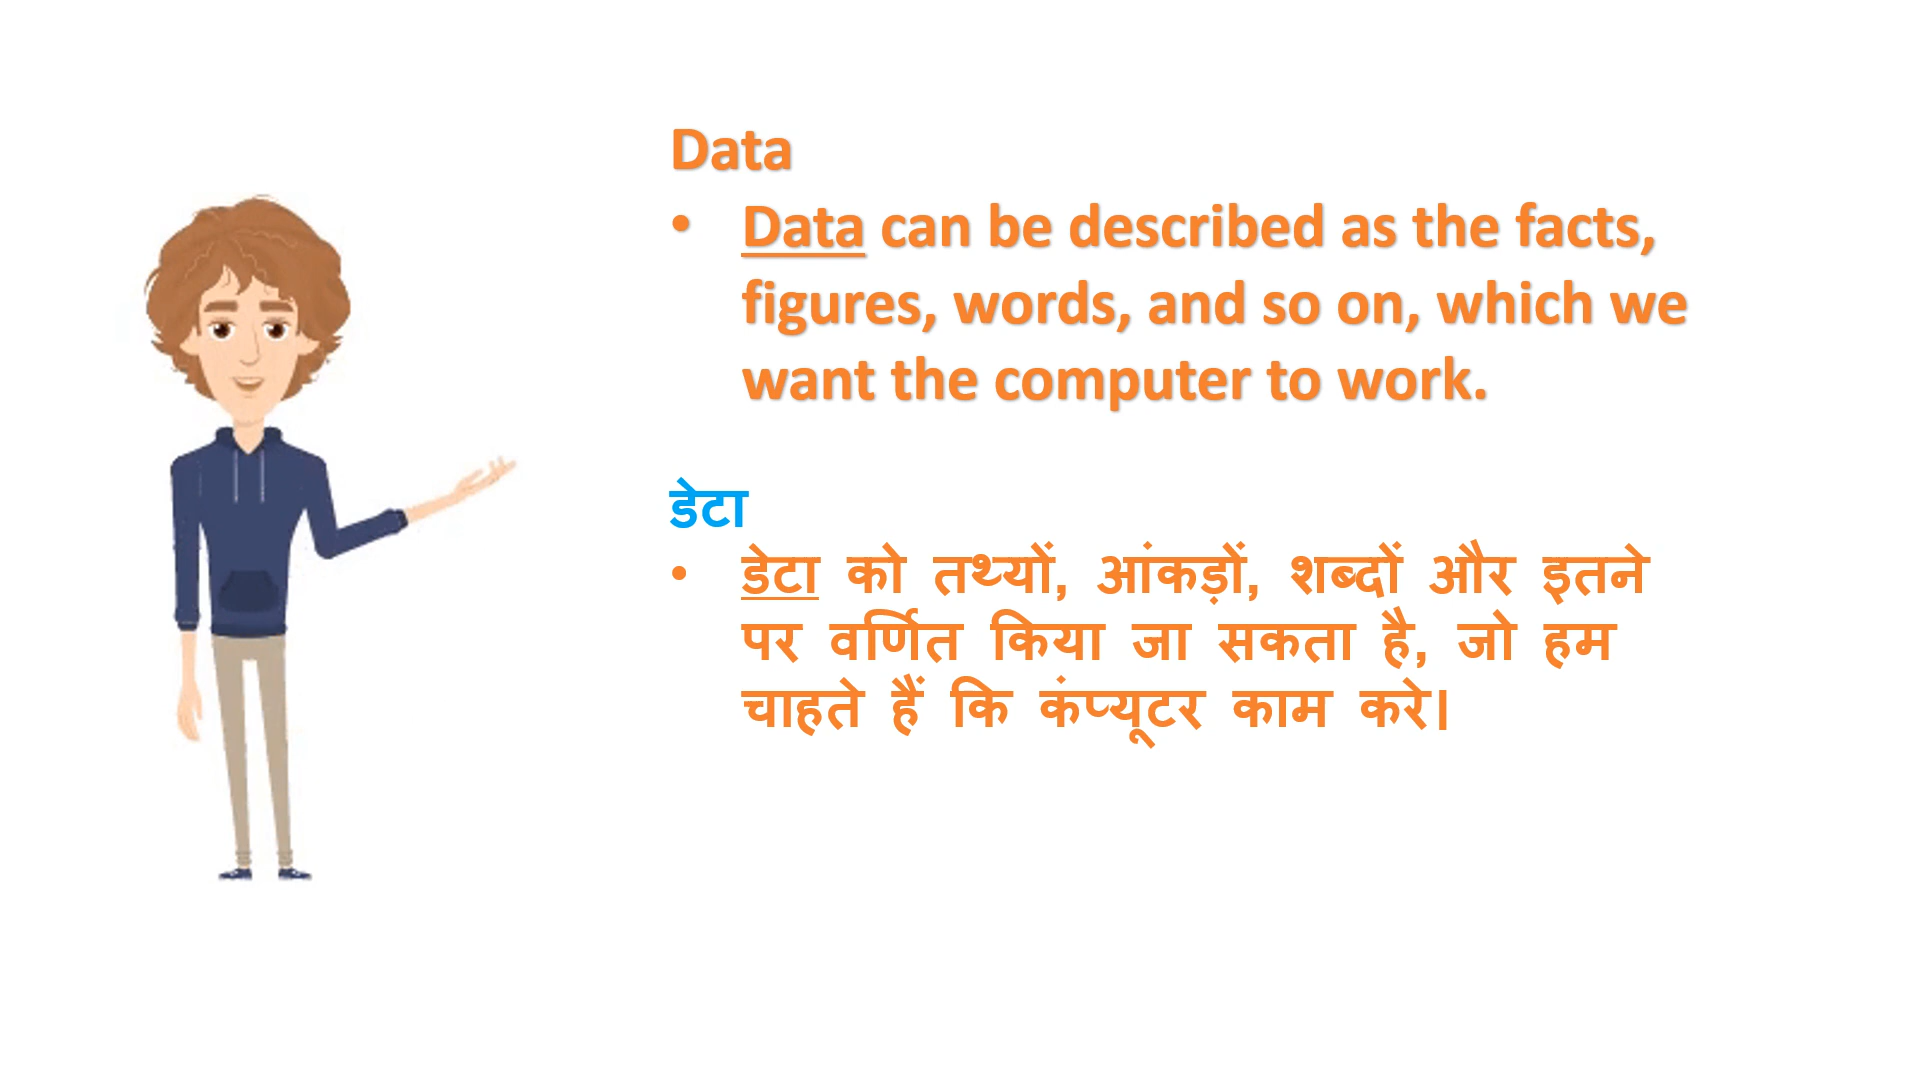 Data
• Data can be described as the facts,
figures, words, and so on, which we
want the computer to work.
डेटा
• डेटा को तथ्यों, आंकड़ों, शब्दों और इतने
पर वर्णित किया जा सकता है, जो हम
चाहते हैं कि कंप्यूटर काम करे।